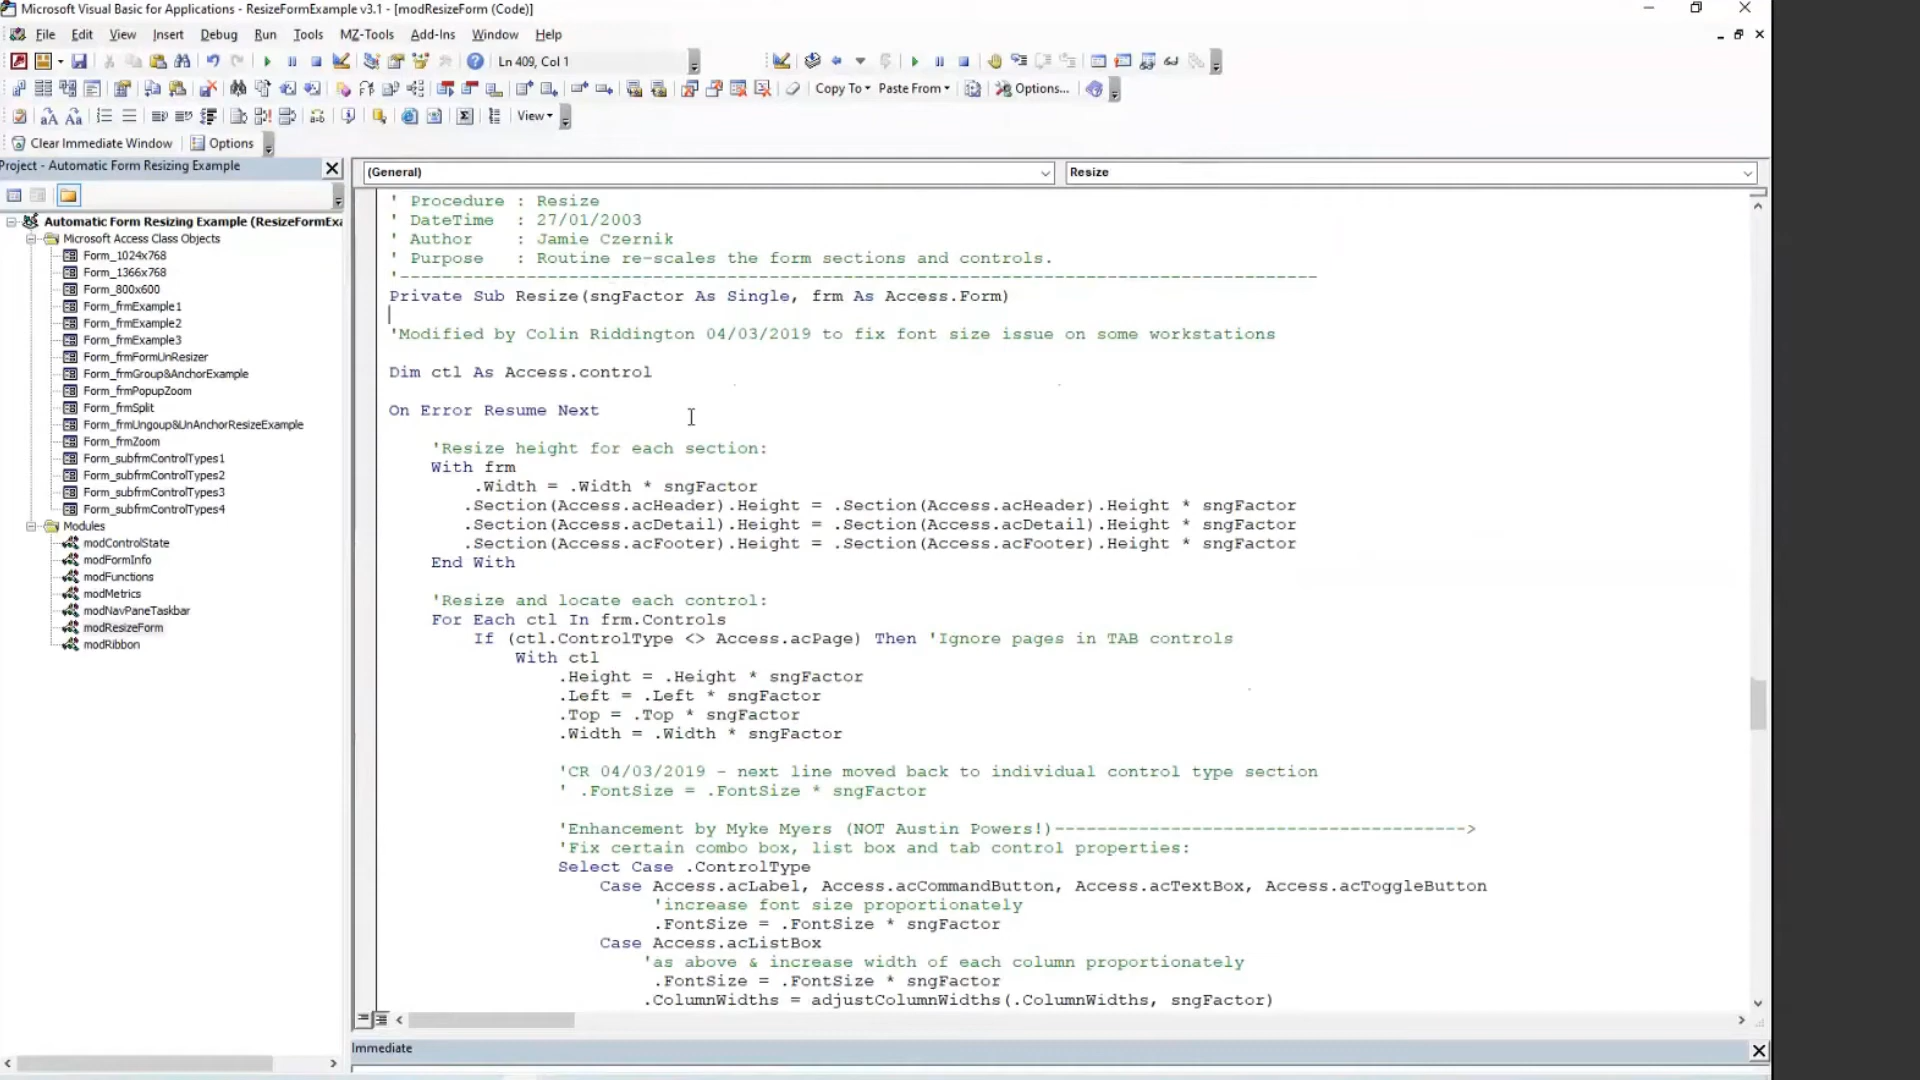 Microsoft Visual Basic for Applications - ResizeFormExample v3.1 - [modResizeForm (Code)]
File Edit View Insert Format Debug Run Tools MZ-Tools Add-Ins Window Help
Ln 409, Col 1
Copy To Paste From Options...
View
Clear Immediate Window Options
Project - Automatic Form Resizing Example
(General)
Resize
Automatic Form Resizing Example (ResizeFormExa
Microsoft Access Class Objects
Form_1024x768
Form_1366x768
Form_800x600
Form_frmExample1
Form_frmExample2
Form_frmExample3
Form_frmFormUnResizer
Form_frmGroup&AnchorExample
Form_frmPopupZoom
Form_frmSplit
Form_frmUngoup&UnAnchorResizeExample
Form_frmZoom
Form_subfrmControlTypes1
Form_subfrmControlTypes2
Form_subfrmControlTypes3
Form_subfrmControlTypes4
Modules
modControlState
modFormInfo
modFunctions
modMetrics
modNavPaneTaskbar
modResizeForm
modRibbon
' Procedure : Resize
' DateTime  : 27/01/2003
' Author    : Jamie Czernik
' Purpose   : Routine re-scales the form sections and controls.
'---------------------------------------------------------------------------------------
Private Sub Resize(sngFactor As Single, frm As Access.Form)
'Modified by Colin Riddington 04/03/2019 to fix font size issue on some workstations
Dim ctl As Access.control
On Error Resume Next
'Resize height for each section:
With frm
.Width = .Width * sngFactor
.Section(Access.acHeader).Height = .Section(Access.acHeader).Height * sngFactor
.Section(Access.acDetail).Height = .Section(Access.acDetail).Height * sngFactor
.Section(Access.acFooter).Height = .Section(Access.acFooter).Height * sngFactor
End With
'Resize and locate each control:
For Each ctl In frm.Controls
If (ctl.ControlType <> Access.acPage) Then 'Ignore pages in TAB controls
With ctl
.Height = .Height * sngFactor
.Left = .Left * sngFactor
.Top = .Top * sngFactor
.Width = .Width * sngFactor
'CR 04/03/2019 - next line moved back to individual control type section
' .FontSize = .FontSize * sngFactor
'Enhancement by Myke Myers (NOT Austin Powers!)--------------------------------------->
'Fix certain combo box, list box and tab control properties:
Select Case .ControlType
Case Access.acLabel, Access.acCommandButton, Access.acTextBox, Access.acToggleButton
'increase font size proportionately
.FontSize = .FontSize * sngFactor
Case Access.acListBox
'as above & increase width of each column proportionately
.FontSize = .FontSize * sngFactor
.ColumnWidths = adjustColumnWidths(.ColumnWidths, sngFactor)
Immediate